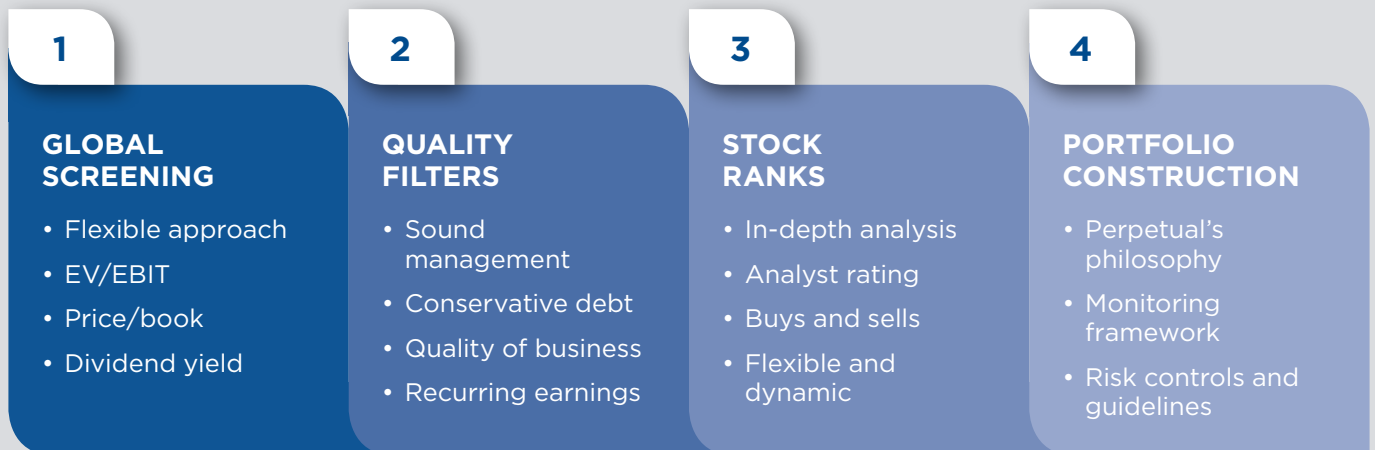 1
GLOBAL
SCREENING
• Flexible approach
• EV/EBIT
• Price/book
• Dividend yield
2
QUALITY
FILTERS
• Sound
management
• Conservative debt
• Quality of business
• Recurring earnings
3
STOCK
RANKS
• In-depth analysis
• Analyst rating
• Buys and sells
• Flexible and
dynamic
4
PORTFOLIO
CONSTRUCTION
• Perpetual’s
philosophy
• Monitoring
framework
• Risk controls and
guidelines